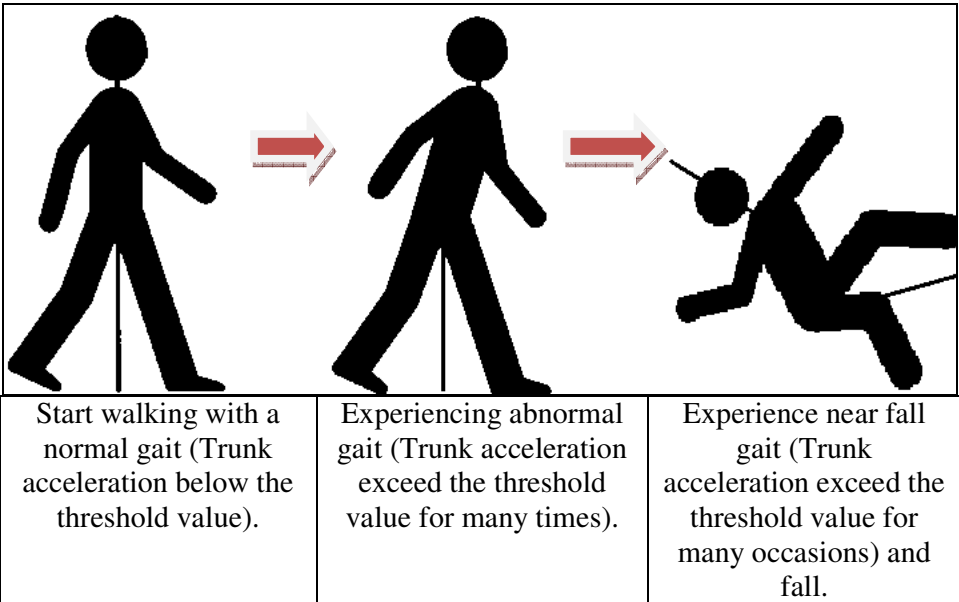 Start walking with a
normal gait (Trunk
acceleration below the
threshold value).
Experiencing abnormal
gait (Trunk acceleration
exceed the threshold
value for many times).
Experience near fall
gait (Trunk
acceleration exceed the
threshold value for
many occasions) and
fall.